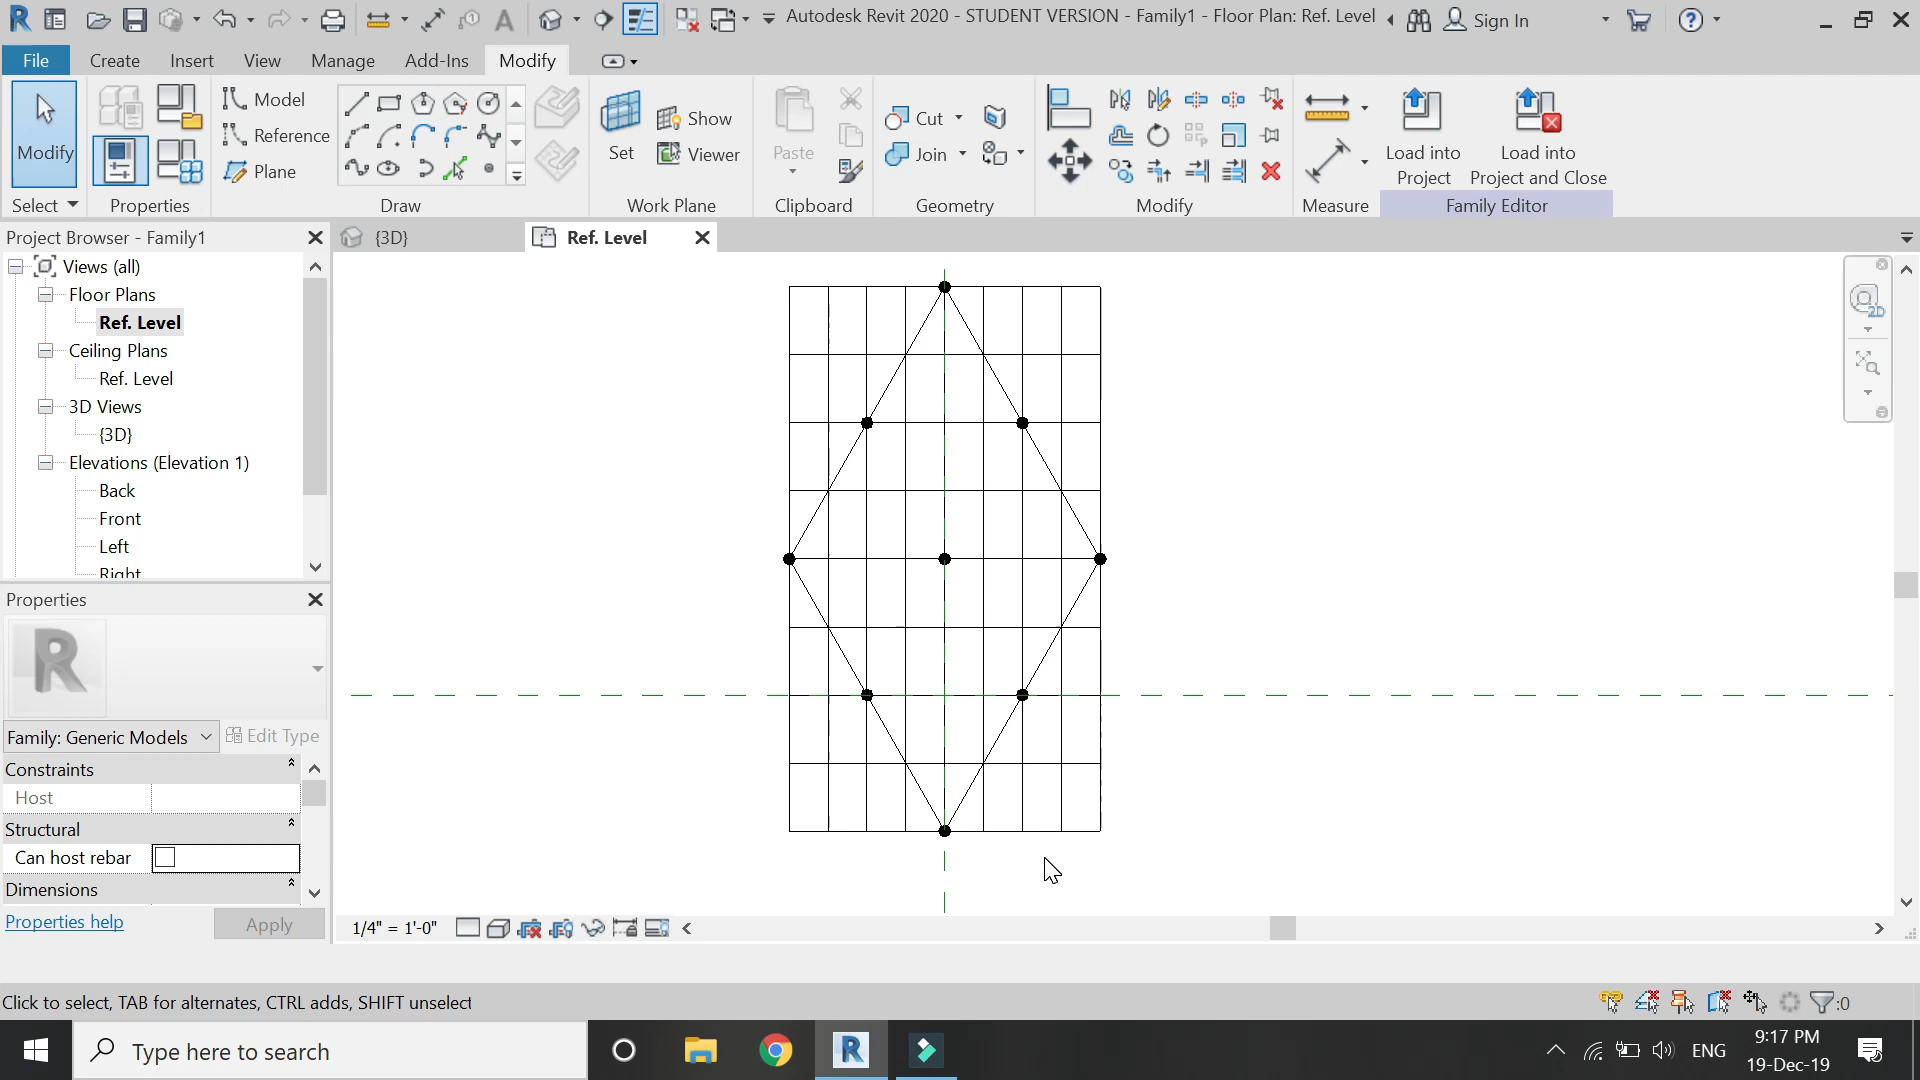 Autodesk Revit 2020 - STUDENT VERSION - Family1 - Floor Plan: Ref. Level
Sign In
File Create Insert View Manage Add-Ins Modify
Modify
Model
Reference
Plane
Set
Show
Viewer
Paste
Cut
Join
Load into Project
Load into Project and Close
Select Properties Draw Work Plane Clipboard Geometry Modify Measure Family Editor
Project Browser - Family1
{3D}
Ref. Level
Views (all)
Floor Plans
Ref. Level
Ceiling Plans
Ref. Level
3D Views
{3D}
Elevations (Elevation 1)
Back
Front
Left
Right
2D
Properties
Family: Generic Models
Edit Type
Constraints
Host
Structural
Can host rebar
Dimensions
Properties help
Apply
1/4" = 1'-0"
Click to select, TAB for alternates, CTRL adds, SHIFT unselect
:0
Type here to search
ENG
9:17 PM
19-Dec-19